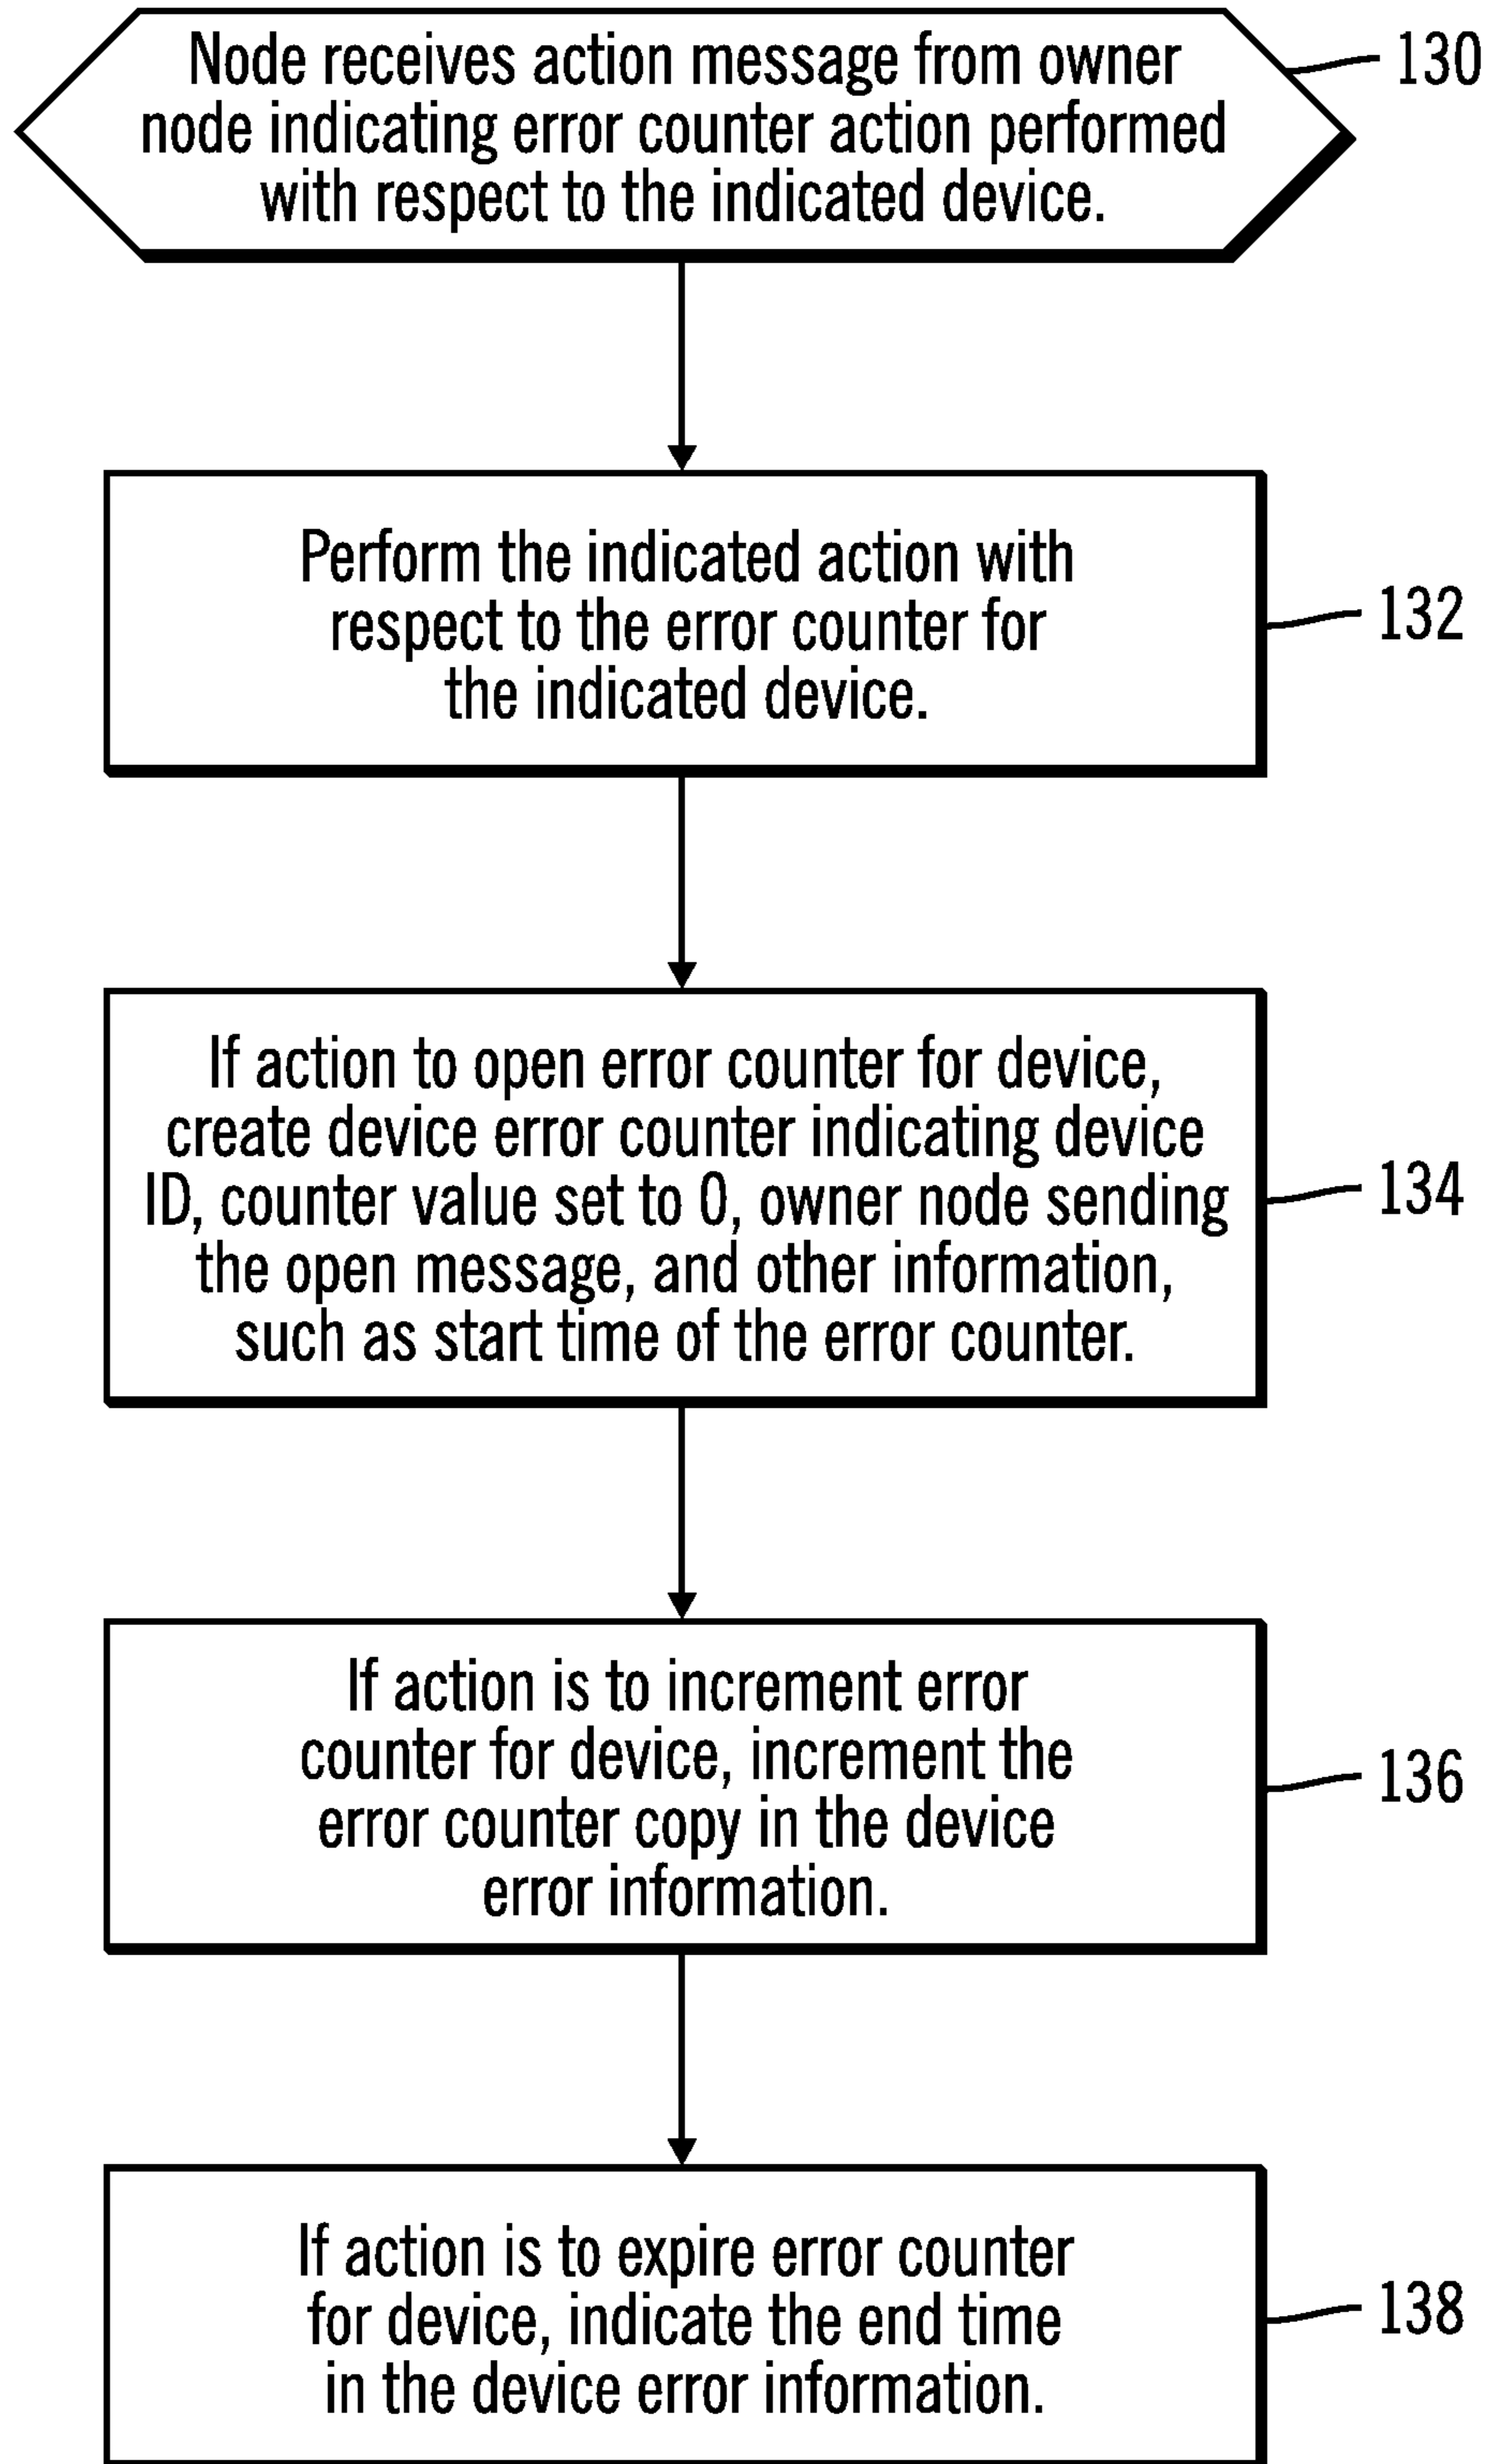 Node receives action message from owner
130
node indicating error counter action performed
with respect to the indicated device.
Perform the indicated action with
respect to the error counter for
132
the indicated device.
If action to open error counter for device,
create device error counter indicating device
ID, counter value set to 0, owner node sending
134
the open message, and other information,
such as start time of the error counter.
If action is to increment error
counter for device, increment the
136
error counter copy in the device
error information.
If action is to expire error counter
for device, indicate the end time
138
in the device error information.